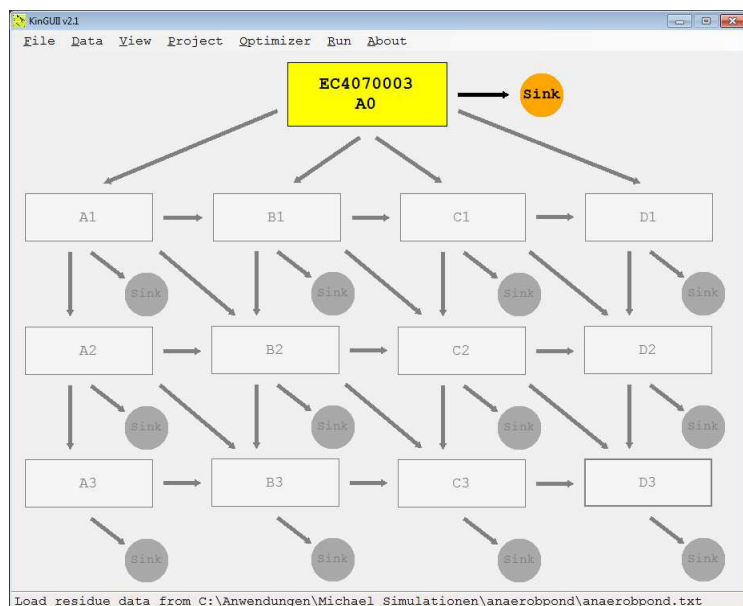 KinGUII v2.1
File Data View Project Optimizer Run About
EC4070003
A0
Sink
A1 B1 C1 D1
Sink Sink Sink Sink
A2 B2 C2 D2
Sink Sink Sink Sink
A3 B3 C3 D3
Sink Sink Sink Sink
Load residue data from C:\Anwendungen\Michael Simulationen\anaerobpond\anaerobpond.txt